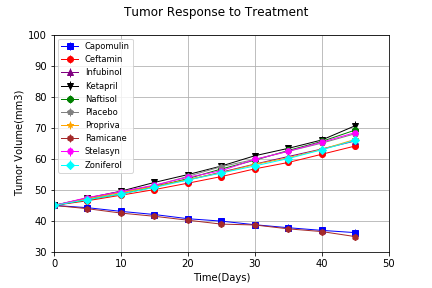 Tumor Response to Treatment
Tumor Volume(mm3)
100
90
80
70
60
50
40
30
Capomulin
Ceftamin
Infubinol
Ketapril
Naftisol
Placebo
Propriva
Ramicane
Stelasyn
Zoniferol
0
10
20
30
40
50
Time(Days)